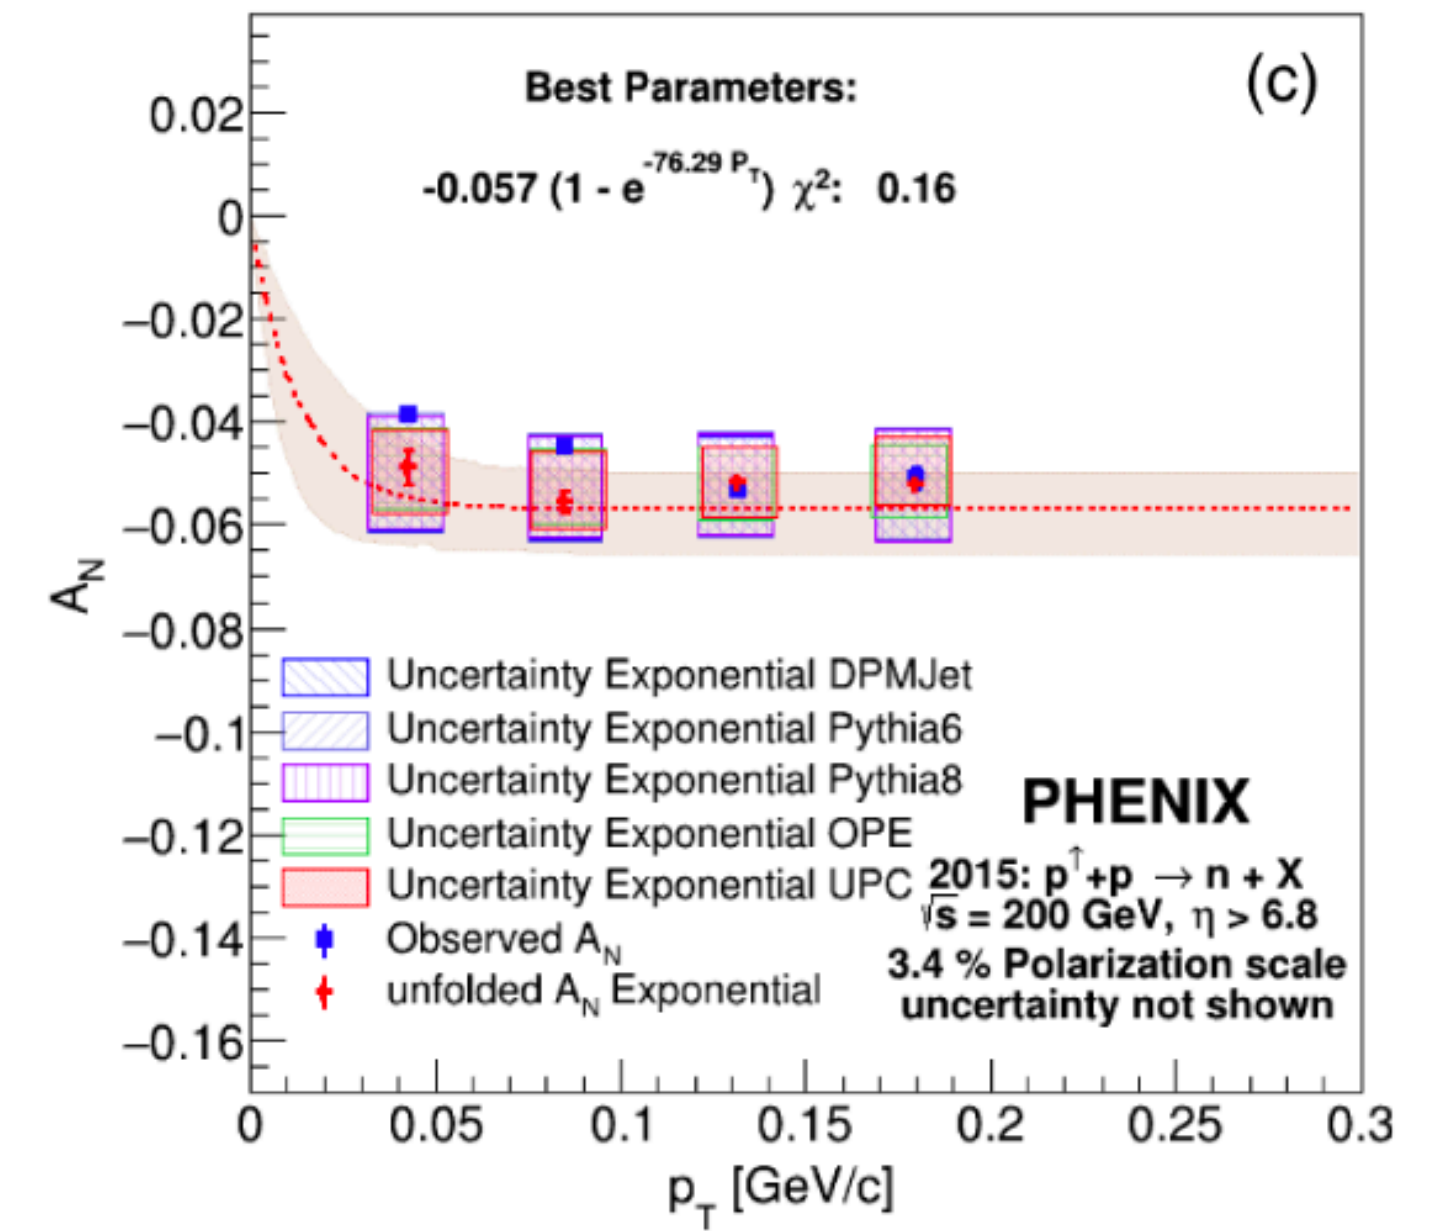 (c)
Best Parameters:
-0.057 (1 - e^{-76.29 P_T}) χ²: 0.16
0.02
0
−0.02
−0.04
−0.06
−0.08
−0.1
−0.12
−0.14
−0.16
A_N
Uncertainty Exponential DPMJet
Uncertainty Exponential Pythia6
Uncertainty Exponential Pythia8
Uncertainty Exponential OPE
Uncertainty Exponential UPC
Observed A_N
unfolded A_N Exponential
PHENIX
2015: p^↑+p → n + X
√s = 200 GeV, η > 6.8
3.4 % Polarization scale
uncertainty not shown
0 0.05 0.1 0.15 0.2 0.25 0.3
p_T [GeV/c]